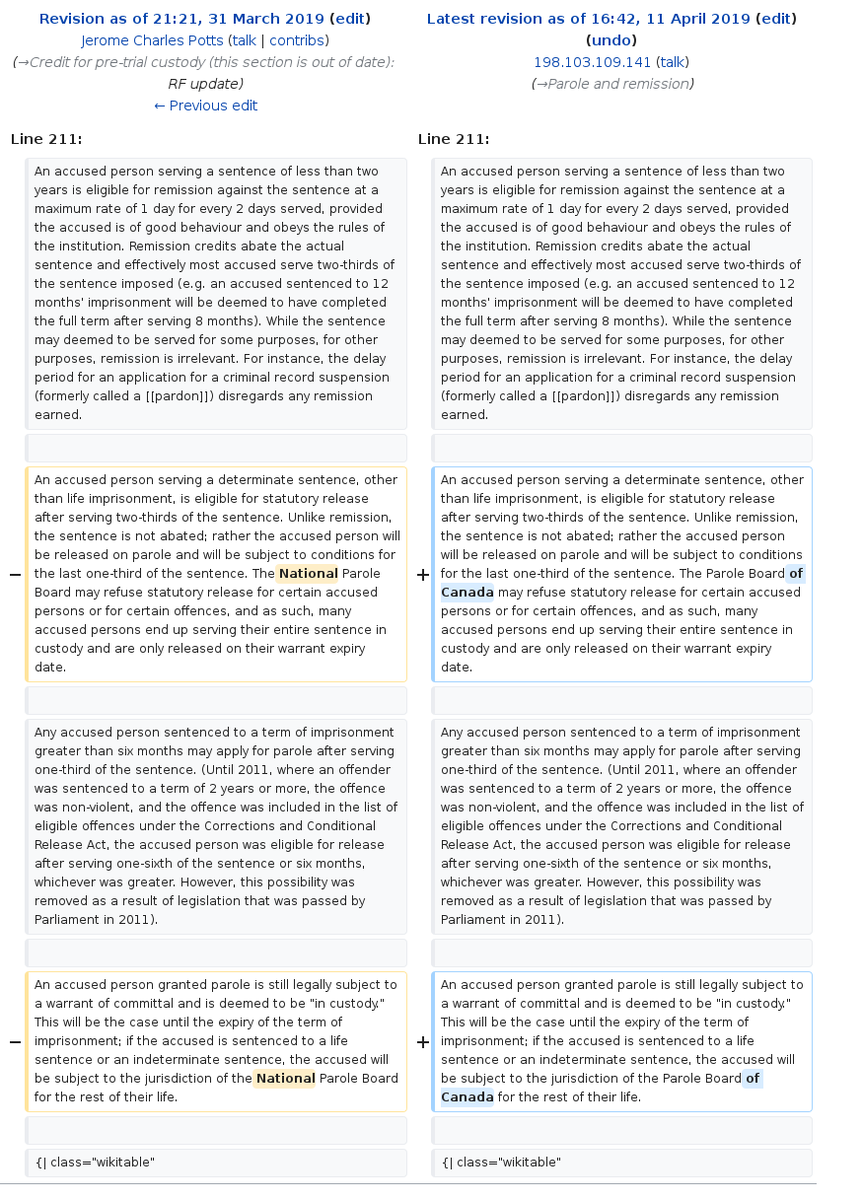 Revision as of 21:21, 31 March 2019 (edit)
Jerome Charles Potts (talk | contribs)
(→Credit for pre-trial custody (this section is out of date):
RF update)
← Previous edit
Latest revision as of 16:42, 11 April 2019 (edit)
(undo)
198.103.109.141 (talk)
(→Parole and remission)
Line 211:
Line 211:
An accused person serving a sentence of less than two
years is eligible for remission against the sentence at a
maximum rate of 1 day for every 2 days served, provided
the accused is of good behaviour and obeys the rules of
the institution. Remission credits abate the actual
sentence and effectively most accused serve two-thirds of
the sentence imposed (e.g. an accused sentenced to 12
months' imprisonment will be deemed to have completed
the full term after serving 8 months). While the sentence
may deemed to be served for some purposes, for other
purposes, remission is irrelevant. For instance, the delay
period for an application for a criminal record suspension
(formerly called a [[pardon]]) disregards any remission
earned.
An accused person serving a sentence of less than two
years is eligible for remission against the sentence at a
maximum rate of 1 day for every 2 days served, provided
the accused is of good behaviour and obeys the rules of
the institution. Remission credits abate the actual
sentence and effectively most accused serve two-thirds of
the sentence imposed (e.g. an accused sentenced to 12
months' imprisonment will be deemed to have completed
the full term after serving 8 months). While the sentence
may deemed to be served for some purposes, for other
purposes, remission is irrelevant. For instance, the delay
period for an application for a criminal record suspension
(formerly called a [[pardon]]) disregards any remission
earned.
An accused person serving a determinate sentence, other
than life imprisonment, is eligible for statutory release
after serving two-thirds of the sentence. Unlike remission,
the sentence is not abated; rather the accused person will
be released on parole and will be subject to conditions for
− the last one-third of the sentence. The National Parole
Board may refuse statutory release for certain accused
persons or for certain offences, and as such, many
accused persons end up serving their entire sentence in
custody and are only released on their warrant expiry
date.
An accused person serving a determinate sentence, other
than life imprisonment, is eligible for statutory release
after serving two-thirds of the sentence. Unlike remission,
the sentence is not abated; rather the accused person
will be released on parole and will be subject to conditions
+ for the last one-third of the sentence. The Parole Board of
Canada may refuse statutory release for certain accused
persons or for certain offences, and as such, many
accused persons end up serving their entire sentence in
custody and are only released on their warrant expiry
date.
Any accused person sentenced to a term of imprisonment
greater than six months may apply for parole after serving
one-third of the sentence. (Until 2011, where an offender
was sentenced to a term of 2 years or more, the offence
was non-violent, and the offence was included in the list of
eligible offences under the Corrections and Conditional
Release Act, the accused person was eligible for release
after serving one-sixth of the sentence or six months,
whichever was greater. However, this possibility was
removed as a result of legislation that was passed by
Parliament in 2011).
Any accused person sentenced to a term of imprisonment
greater than six months may apply for parole after serving
one-third of the sentence. (Until 2011, where an offender
was sentenced to a term of 2 years or more, the offence
was non-violent, and the offence was included in the list of
eligible offences under the Corrections and Conditional
Release Act, the accused person was eligible for release
after serving one-sixth of the sentence or six months,
whichever was greater. However, this possibility was
removed as a result of legislation that was passed by
Parliament in 2011).
An accused person granted parole is still legally subject to
a warrant of committal and is deemed to be "in custody."
This will be the case until the expiry of the term of
− imprisonment; if the accused is sentenced to a life
sentence or an indeterminate sentence, the accused will
be subject to the jurisdiction of the National Parole Board
for the rest of their life.
An accused person granted parole is still legally subject to
a warrant of committal and is deemed to be "in custody."
This will be the case until the expiry of the term of
+ imprisonment; if the accused is sentenced to a life
sentence or an indeterminate sentence, the accused will
be subject to the jurisdiction of the Parole Board of
Canada for the rest of their life.
{| class="wikitable"
{| class="wikitable"